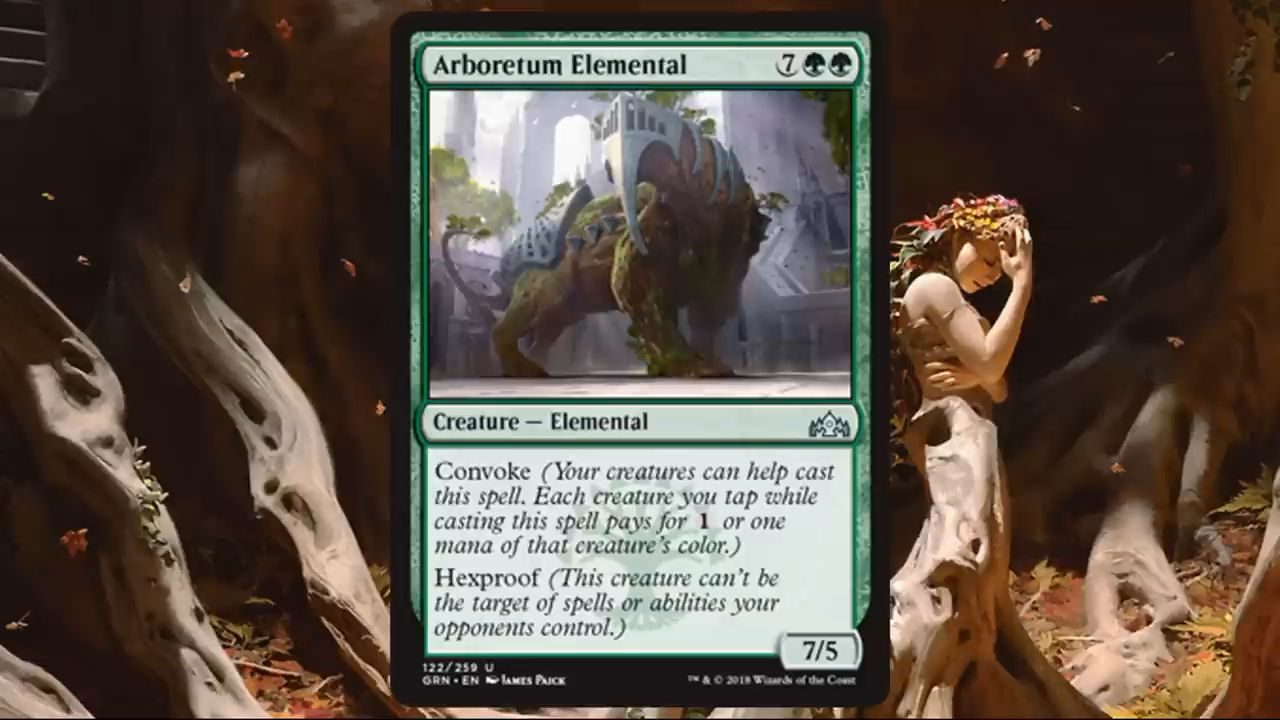 Arboretum Elemental 7
Creature — Elemental
Convoke (Your creatures can help cast
this spell. Each creature you tap while
casting this spell pays for 1 or one
mana of that creature's color.)
Hexproof (This creature can't be
the target of spells or abilities your
opponents control.)
7/5
122/259 U
GRN • EN James Paick
™ & © 2018 Wizards of the Coast